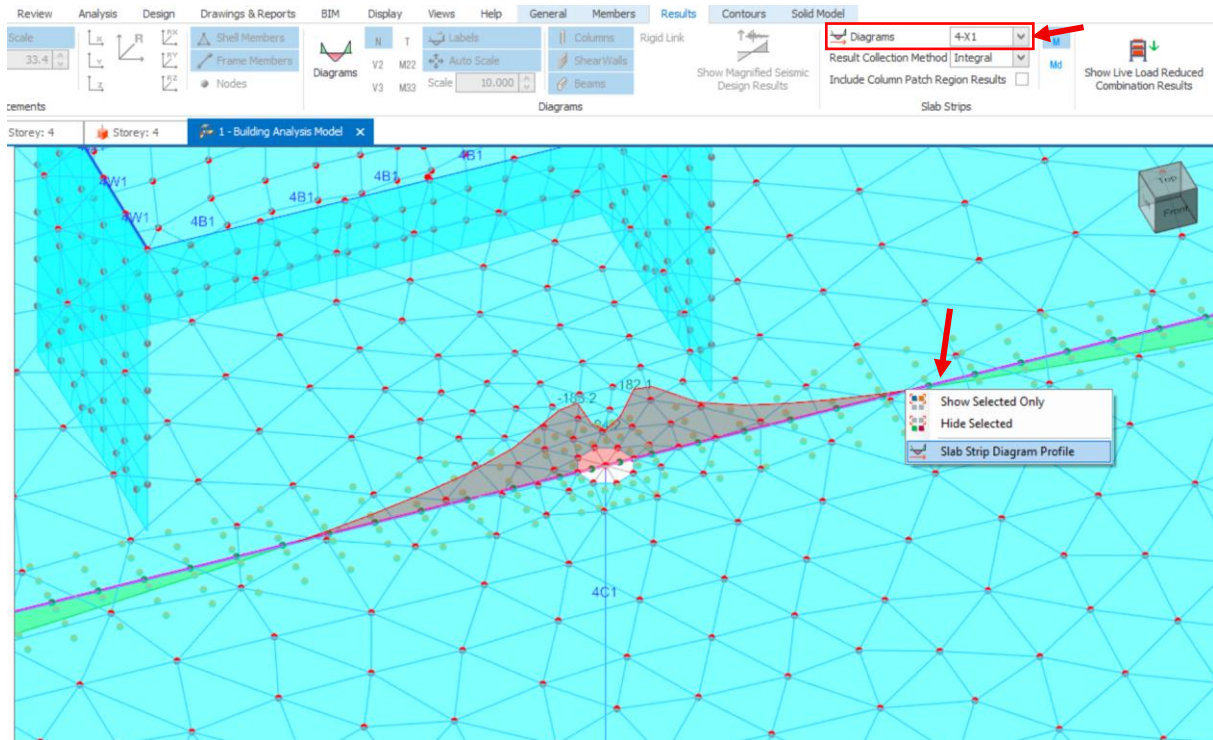 Review Analysis Design Drawings & Reports BIM Display Views Help General Members Results Contours Solid Model
Scale
33.4
X R RX
Y RY
Z RZ
Shell Members
Frame Members
Nodes
Diagrams
N T
V2 M22
V3 M33
Labels
Auto Scale
Scale 10.000
Columns
ShearWalls
Beams
Rigid Link
Show Magnified Seismic
Design Results
Diagrams 4-X1
Result Collection Method Integral
Include Column Patch Region Results
M
Md
Show Live Load Reduced
Combination Results
cements Diagrams Slab Strips
Storey: 4 Storey: 4 1 - Building Analysis Model
4B1
4W1 4B1
4B1
4W1 4B1
Top
Front
182.1
Show Selected Only
Hide Selected
Slab Strip Diagram Profile
4C1